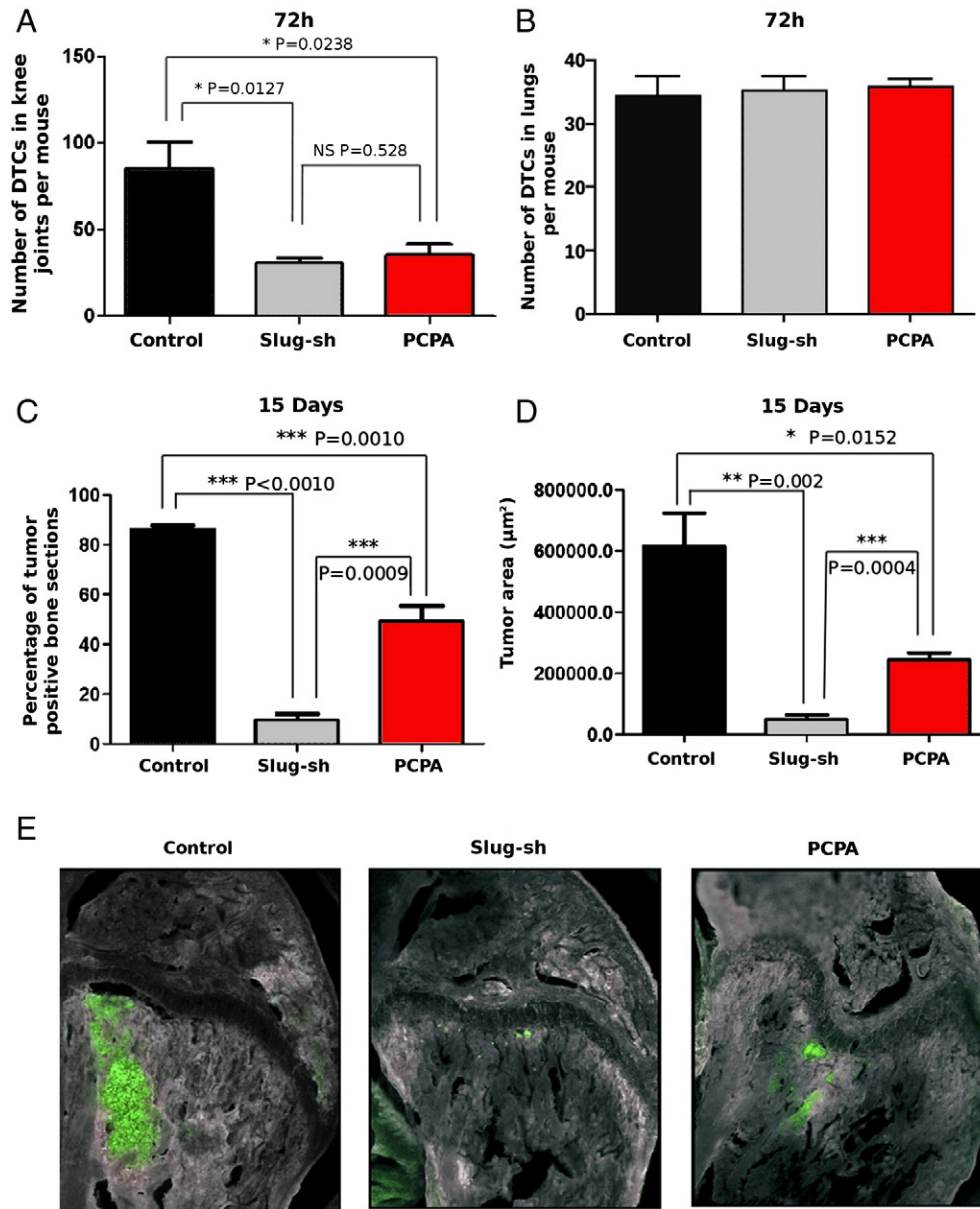 A
72h
* P=0.0238
* P=0.0127
NS P=0.528
Number of DTCs in knee
joints per mouse
150
100
50
0
Control
Slug-sh
PCPA
B
72h
Number of DTCs in lungs
per mouse
40
30
20
10
0
Control
Slug-sh
PCPA
C
15 Days
*** P=0.0010
*** P<0.0010
***
P=0.0009
Percentage of tumor
positive bone sections
100
80
60
40
20
0
Control
Slug-sh
PCPA
D
15 Days
* P=0.0152
** P=0.002
***
P=0.0004
Tumor area (µm²)
800000.0
600000.0
400000.0
200000.0
0.0
Control
Slug-sh
PCPA
E
Control
Slug-sh
PCPA